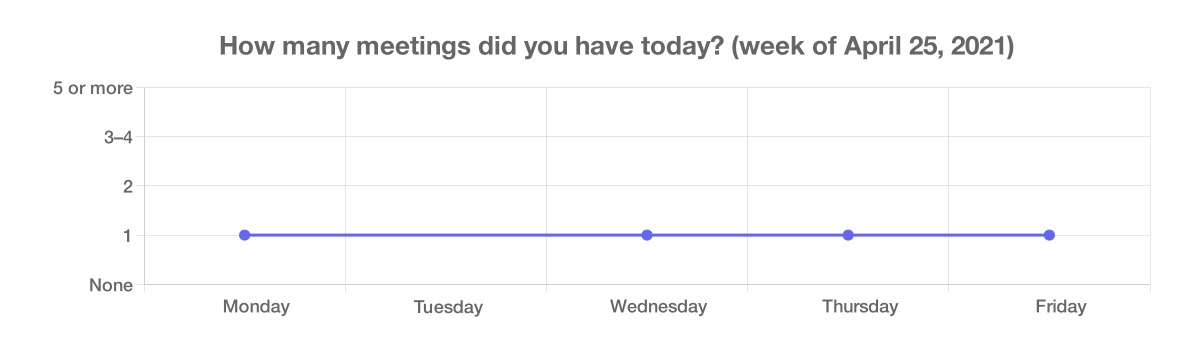 How many meetings did you have today? (week of April 25, 2021)
5 or more
3–4
2
1
None
Monday Tuesday Wednesday Thursday Friday